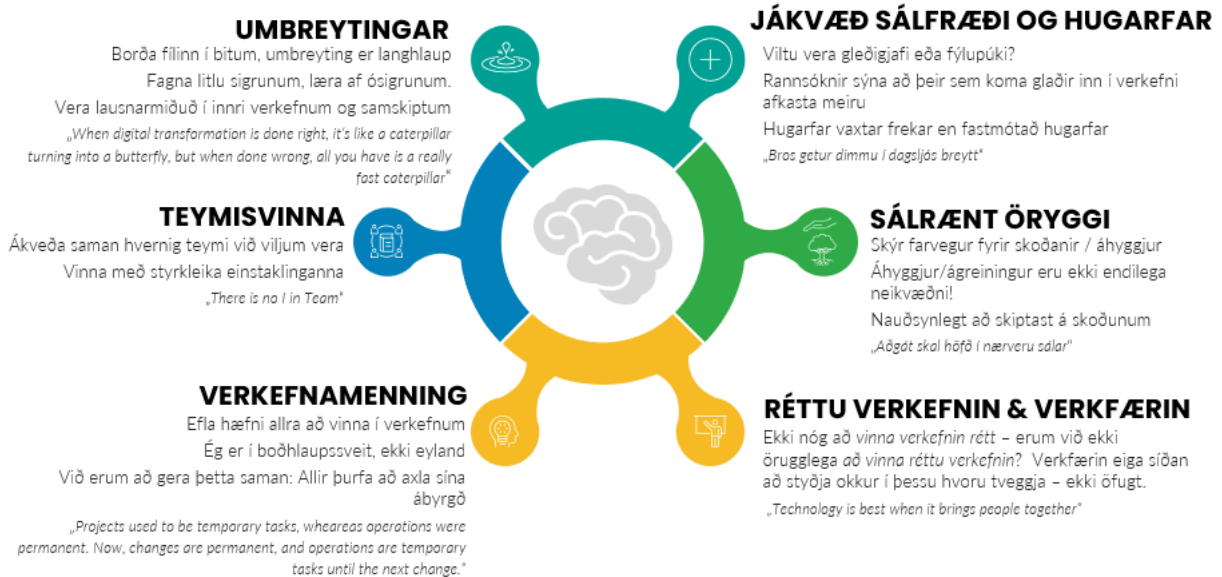 UMBREYTINGAR
Borða fílinn í bitum, umbreyting er langhlaup
Fagna litlu sigrunum, læra af ósigrunum.
Vera lausnarmiðuð í innri verkefnum og samskiptum
„When digital transformation is done right, it's like a caterpillar
turning into a butterfly, but when done wrong, all you have is a really
fast caterpillar“
TEYMISVINNA
Ákveða saman hvernig teymi við viljum vera
Vinna með styrkleika einstaklinganna
„There is no I in Team“
VERKEFNAMENNING
Efla hæfni allra að vinna í verkefnum
Ég er í boðhlaupssveit, ekki eyland
Við erum að gera þetta saman: Allir þurfa að axla sína
ábyrgð
„Projects used to be temporary tasks, wheareas operations were
permanent. Now, changes are permanent, and operations are temporary
tasks until the next change.“
JÁKVÆÐ SÁLFRÆÐI OG HUGARFAR
Viltu vera gleðigjafi eða fýlupúki?
Rannsóknir sýna að þeir sem koma glaðir inn í verkefni
afkasta meiru
Hugarfar vaxtar frekar en fastmótað hugarfar
„Bros getur dimmu í dagsljós breytt“
SÁLRÆNT ÖRYGGI
Skýr farvegur fyrir skoðanir / áhyggjur
Áhyggjur/ágreiningur eru ekki endilega
neikvæðni!
Nauðsynlegt að skiptast á skoðunum
„Aðgát skal höfð í nærveru sálar“
RÉTTU VERKEFNIN & VERKFÆRIN
Ekki nóg að vinna verkefnin rétt – erum við ekki
örugglega að vinna réttu verkefnin? Verkfærin eiga síðan
að styðja okkur í þessu hvoru tveggja – ekki öfugt.
„Technology is best when it brings people together“